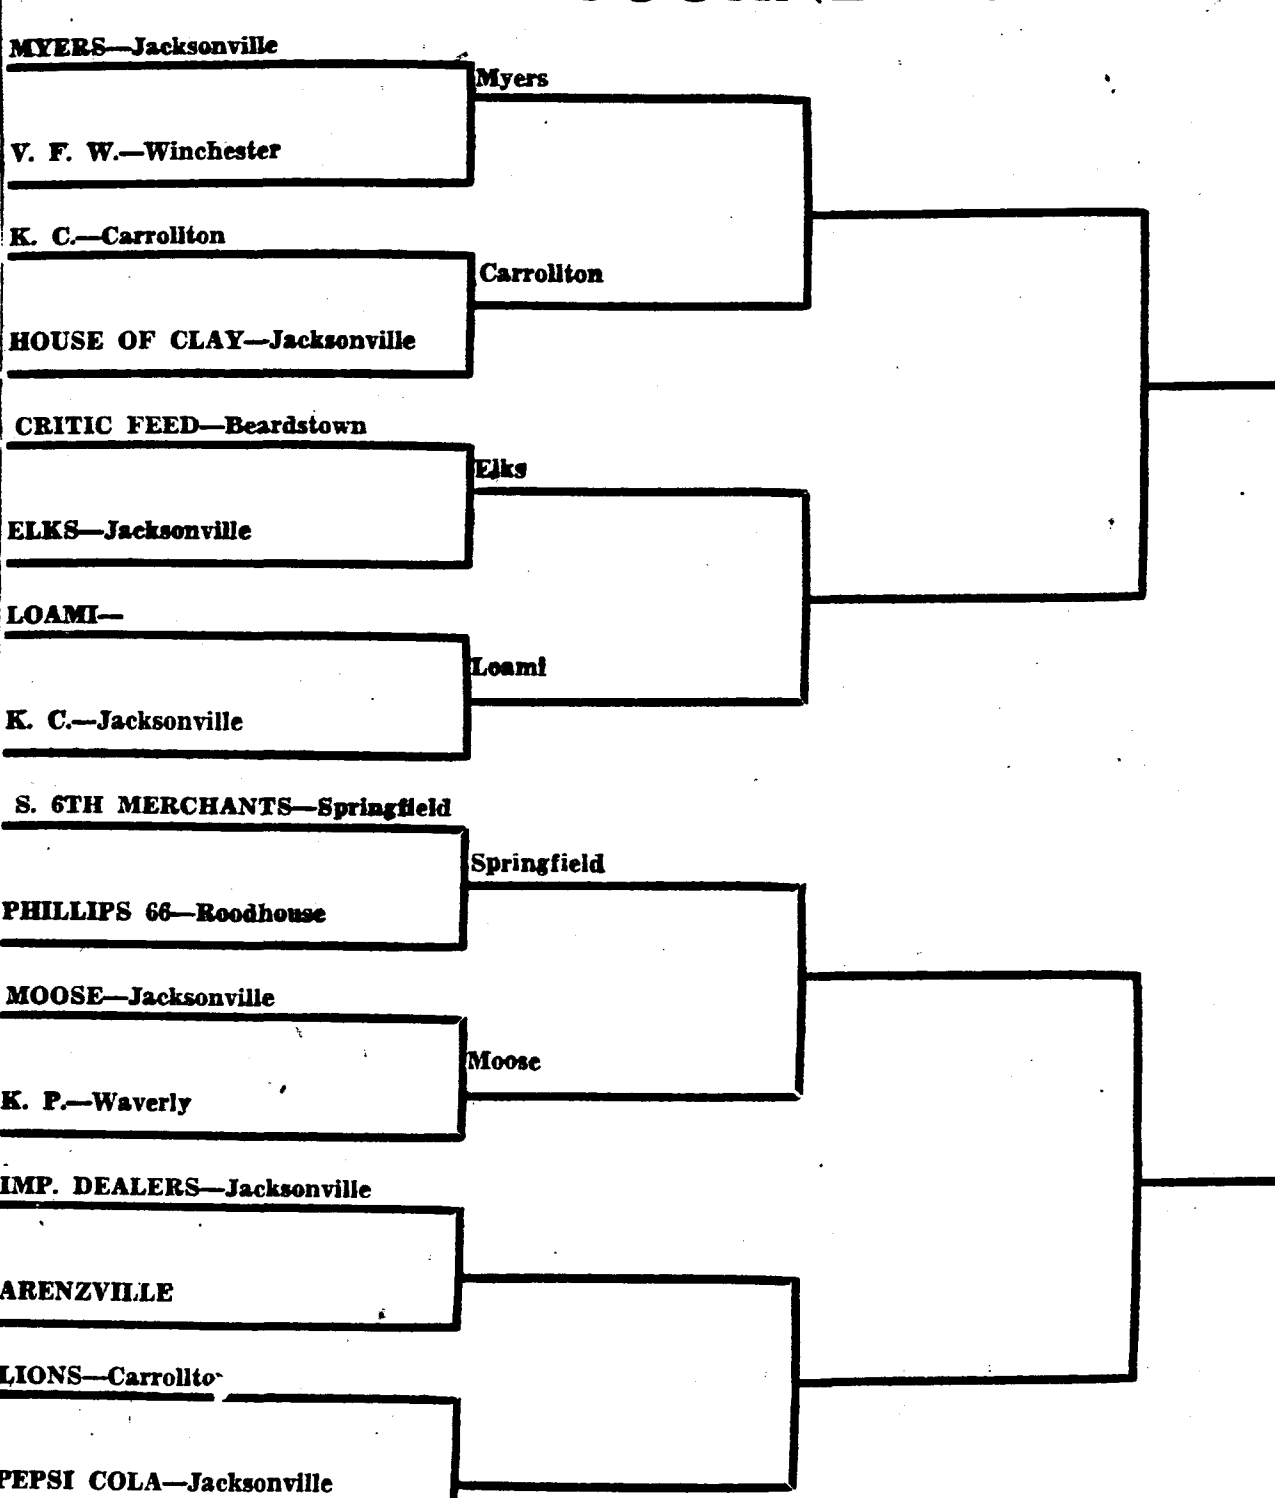 MYERS—Jacksonville
Myers
V. F. W.—Winchester
K. C.—Carrollton
Carrollton
HOUSE OF CLAY—Jacksonville
CRITIC FEED—Beardstown
Elks
ELKS—Jacksonville
LOAMI—
Loami
K. C.—Jacksonville
S. 6TH MERCHANTS—Springfield
Springfield
PHILLIPS 66—Roodhouse
MOOSE—Jacksonville
Moose
K. P.—Waverly
IMP. DEALERS—Jacksonville
ARENZVILLE
LIONS—Carrollto
PEPSI COLA—Jacksonville